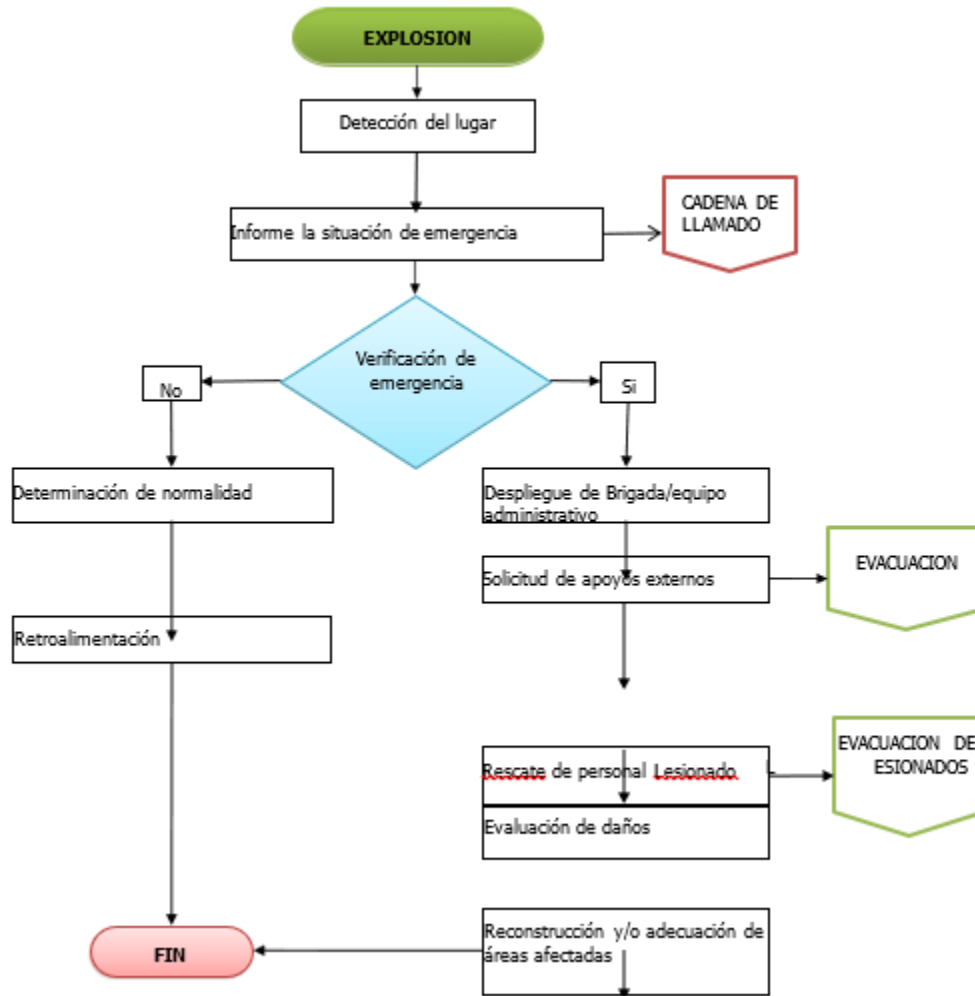 EXPLOSION
Detección del lugar
Informe la situación de emergencia
CADENA DE
LLAMADO
Verificación de
emergencia
No
Si
Determinación de normalidad
Despliegue de Brigada/equipo
administrativo
Solicitud de apoyos externos
EVACUACION
Retroalimentación
Rescate de personal Lesionado
EVACUACION DE
ESIONADOS
Evaluación de daños
Reconstrucción y/o adecuación de
áreas afectadas
FIN